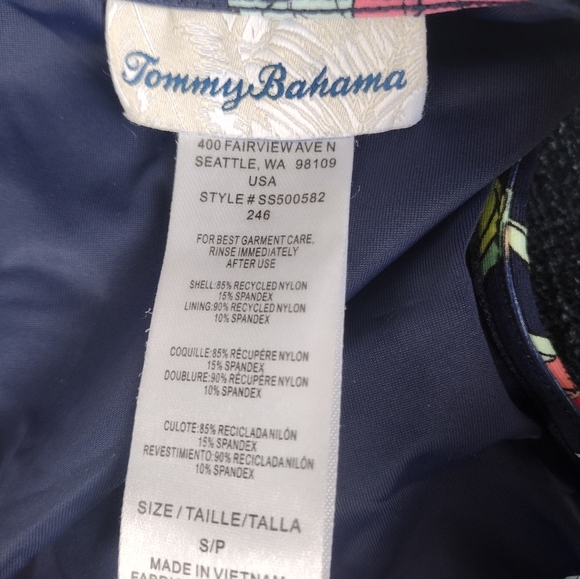 Tommy Bahama
400 FAIRVIEW AVE N
SEATTLE, WA 98109
USA
STYLE # SS500582
246
FOR BEST GARMENT CARE,
RINSE IMMEDIATELY
AFTER USE
SHELL:85% RECYCLED NYLON
15% SPANDEX
LINING:90% RECYCLED NYLON
10% SPANDEX
COQUILLE:85% RÉCUPÉRÉ NYLON
15% SPANDEX
DOUBLURE:90% RÉCUPÉRÉ NYLON
10% SPANDEX
CULOTE:85% RECICLADA NILÓN
15% SPANDEX
REVESTIMIENTO:90% RECICLADA NILÓN
10% SPANDEX
SIZE / TAILLE / TALLA
S/P
MADE IN VIETNAM